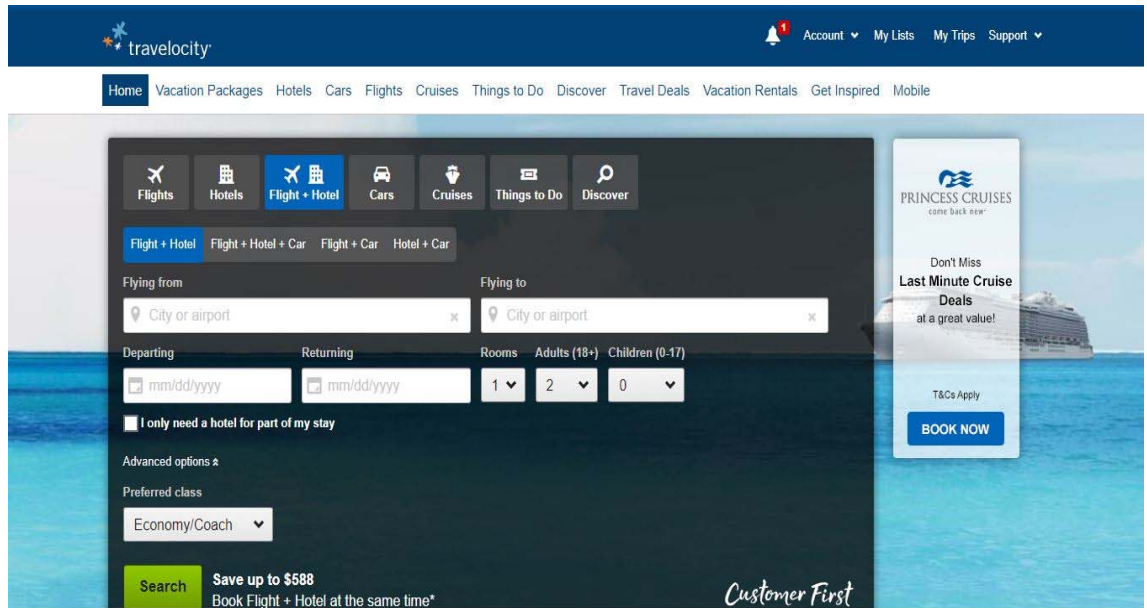 travelocity
1
Account My Lists My Trips Support
Home Vacation Packages Hotels Cars Flights Cruises Things to Do Discover Travel Deals Vacation Rentals Get Inspired Mobile
Flights Hotels Flight + Hotel Cars Cruises Things to Do Discover
Flight + Hotel Flight + Hotel + Car Flight + Car Hotel + Car
Flying from Flying to
City or airport City or airport
Departing Returning Rooms Adults (18+) Children (0-17)
mm/dd/yyyy mm/dd/yyyy 1 2 0
I only need a hotel for part of my stay
Advanced options
Preferred class
Economy/Coach
Search
Save up to $588
Book Flight + Hotel at the same time*
Customer First
PRINCESS CRUISES
come back new
Don't Miss
Last Minute Cruise
Deals
at a great value!
T&Cs Apply
BOOK NOW